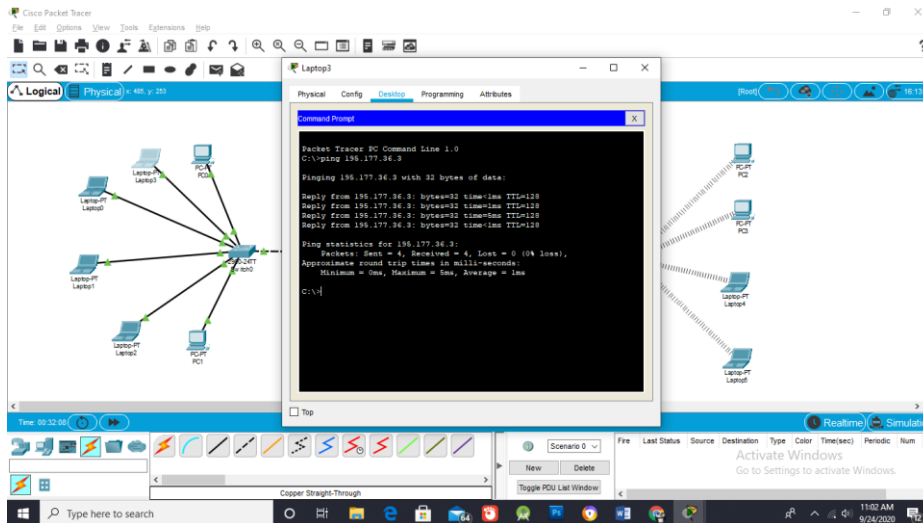 Cisco Packet Tracer
File Edit Options View Tools Extensions Help
Laptop3
Logical Physical x: 485, y: 250
[Root] 16:13
Physical Config Desktop Programming Attributes
Command Prompt X
Packet Tracer PC Command Line 1.0
C:\>ping 195.177.36.3
Pinging 195.177.36.3 with 32 bytes of data:
Reply from 195.177.36.3: bytes=32 time<1ms TTL=128
Reply from 195.177.36.3: bytes=32 time=1ms TTL=128
Reply from 195.177.36.3: bytes=32 time=5ms TTL=128
Reply from 195.177.36.3: bytes=32 time<1ms TTL=128
Ping statistics for 195.177.36.3:
Packets: Sent = 4, Received = 4, Lost = 0 (0% loss),
Approximate round trip times in milli-seconds:
Minimum = 0ms, Maximum = 5ms, Average = 1ms
C:\>
Top
Laptop-PT
Laptop3
PC-PT
PC0
Laptop-PT
Laptop0
Switch0
Laptop-PT
Laptop1
Laptop-PT
Laptop2
PC-PT
PC1
PC-PT
PC2
PC-PT
PC3
Laptop-PT
Laptop4
Laptop-PT
Laptop5
Time: 00:32:08
Realtime Simulati
Scenario 0
New Delete
Toggle PDU List Window
Fire Last Status Source Destination Type Color Time(sec) Periodic Num
Copper Straight-Through
Activate Windows
Go to Settings to activate Windows.
Type here to search
64
Ps
11:02 AM
9/24/2020